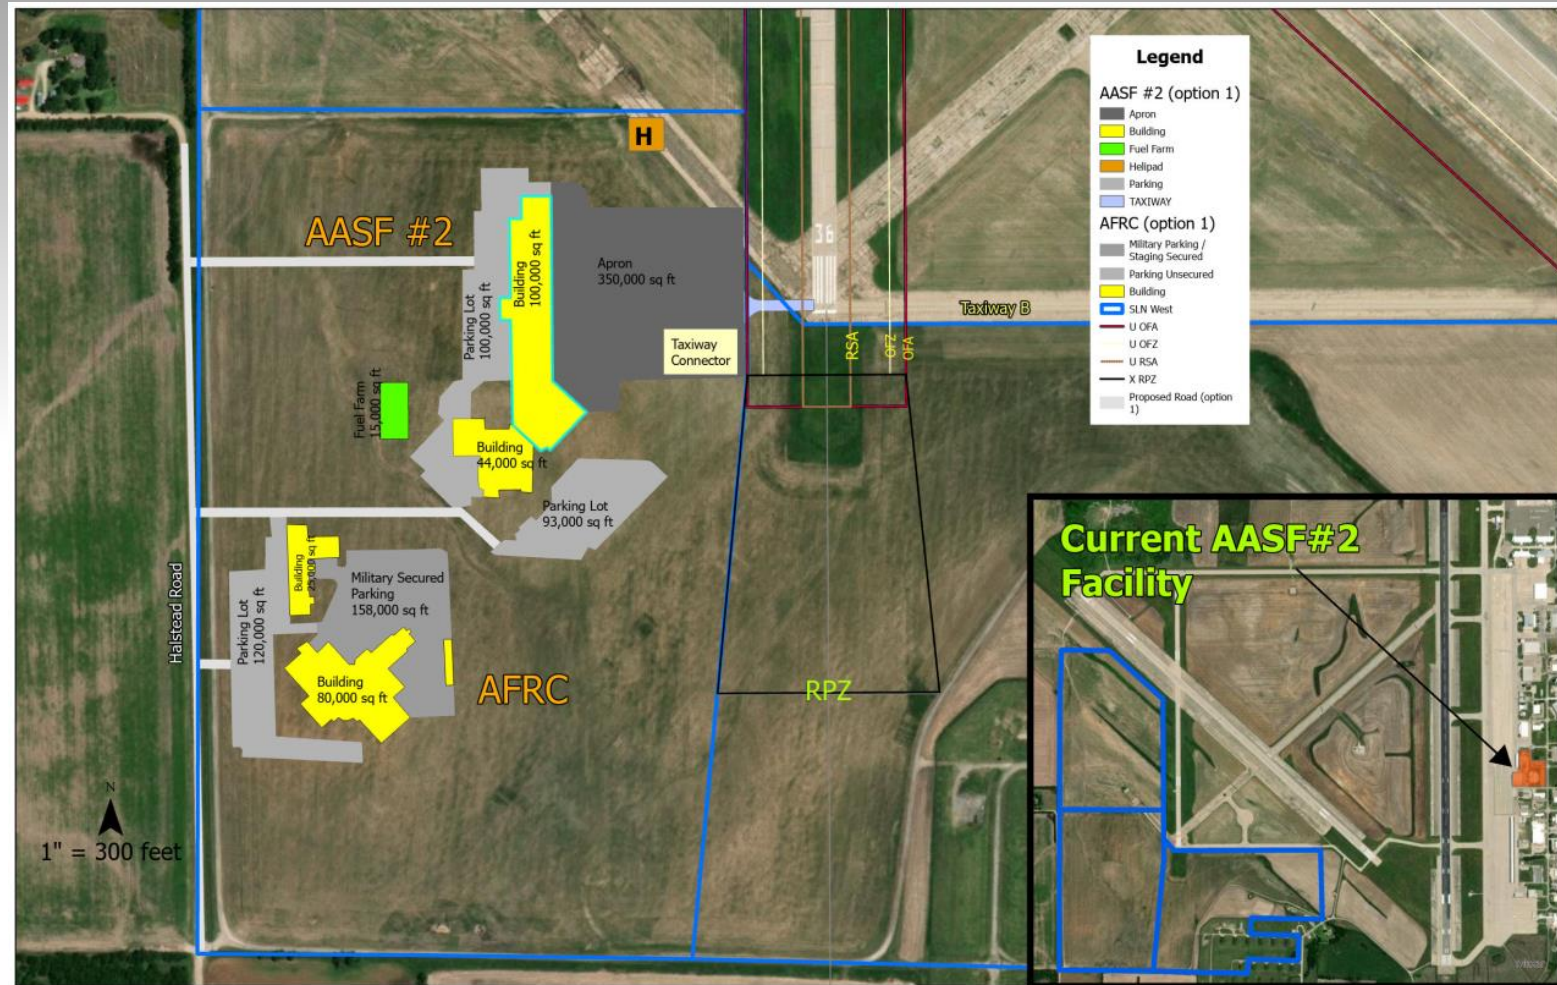 H
AASF #2
Building
100,000 sq ft
Apron
350,000 sq ft
Parking Lot
100,000 sq ft
Taxiway
Connector
Fuel Farm
15,000 sq ft
Building
44,000 sq ft
Parking Lot
93,000 sq ft
36
Taxiway B
RSA
OFZ
OFA
RPZ
Halstead Road
Building
25,000 sq ft
Military Secured
Parking
158,000 sq ft
Parking Lot
120,000 sq ft
Building
80,000 sq ft
AFRC
N
1" = 300 feet
Legend
AASF #2 (option 1)
Apron
Building
Fuel Farm
Helipad
Parking
TAXIWAY
AFRC (option 1)
Military Parking /
Staging Secured
Parking Unsecured
Building
SLN West
U OFA
U OFZ
U RSA
X RPZ
Proposed Road (option
1)
Current AASF#2
Facility